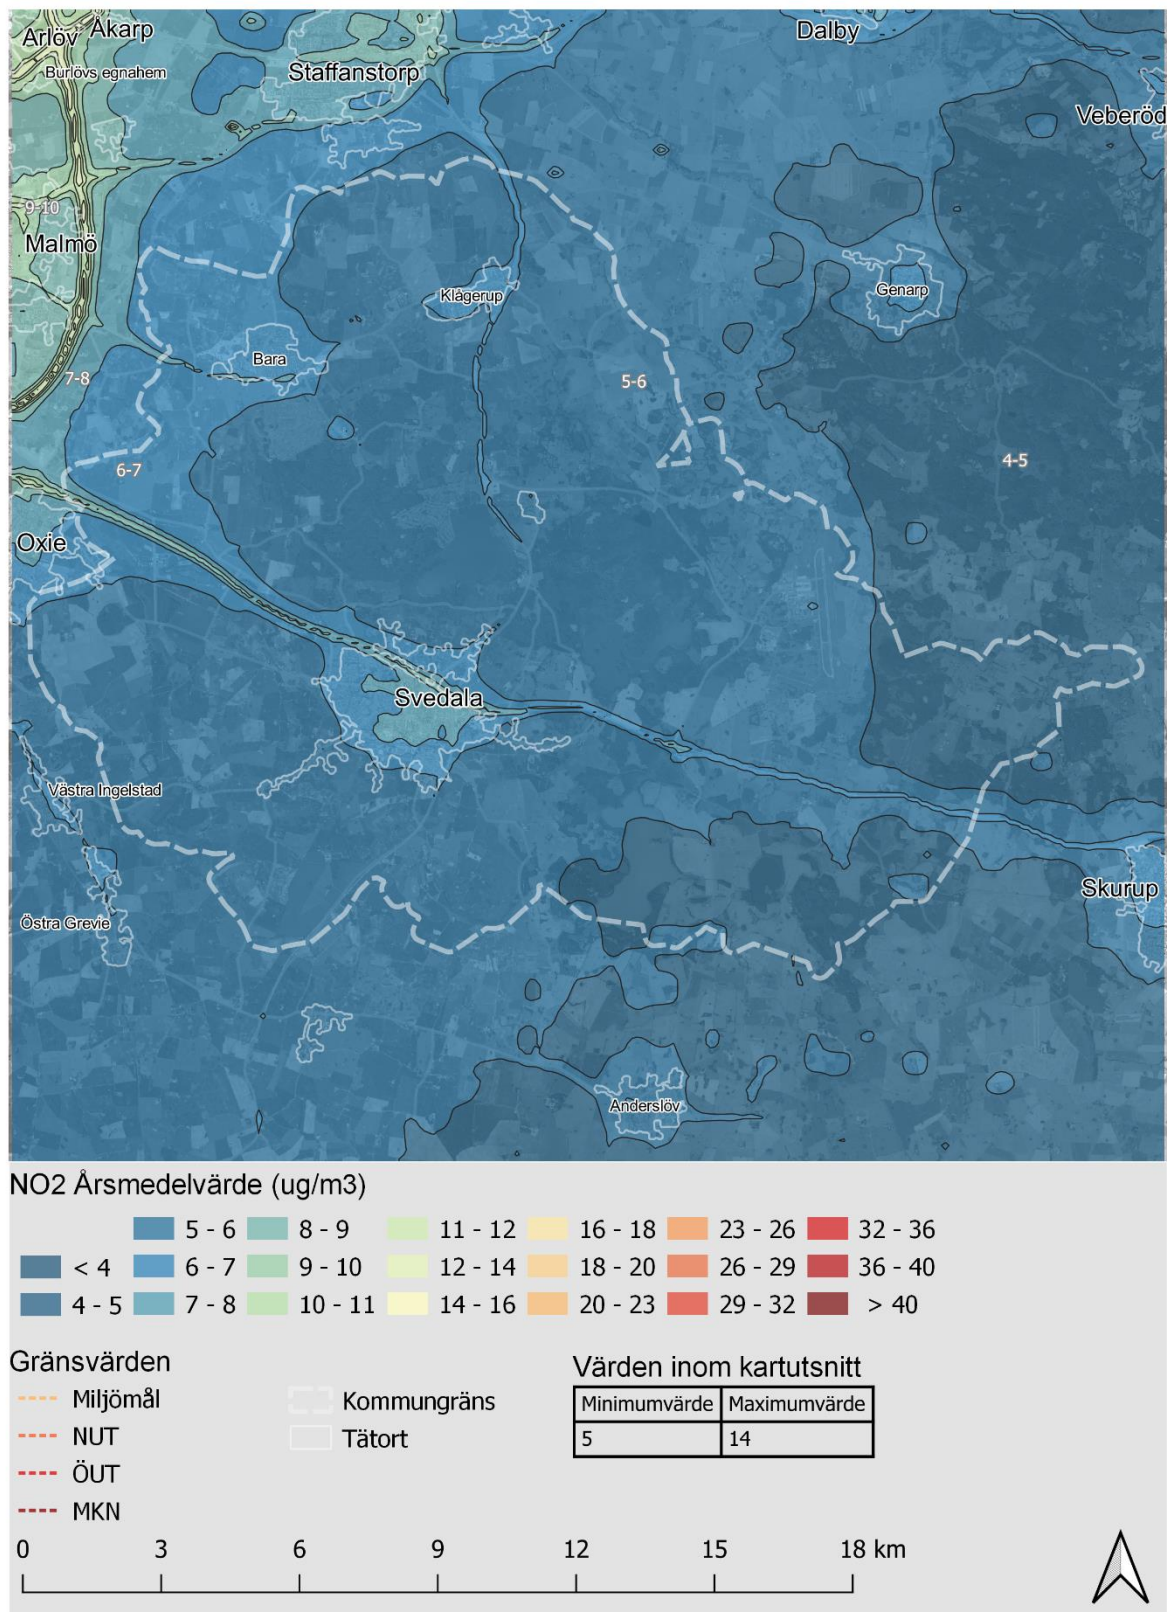 Arlöv Åkarp
Dalby
Burlövs egnahem
Staffanstorp
Veberöd
9-10
Malmö
Klågerup
Genarp
Bara
7-8
5-6
6-7
4-5
Oxie
Svedala
Västra Ingelstad
Skurup
Östra Grevie
Anderslöv
NO2 Årsmedelvärde (ug/m3)
5 - 6 8 - 9 11 - 12 16 - 18 23 - 26 32 - 36
< 4 6 - 7 9 - 10 12 - 14 18 - 20 26 - 29 36 - 40
4 - 5 7 - 8 10 - 11 14 - 16 20 - 23 29 - 32 > 40
Gränsvärden
Miljömål
NUT
ÖUT
MKN
Kommungräns
Tätort
Värden inom kartutsnitt
Minimumvärde Maximumvärde
5 14
0 3 6 9 12 15 18 km